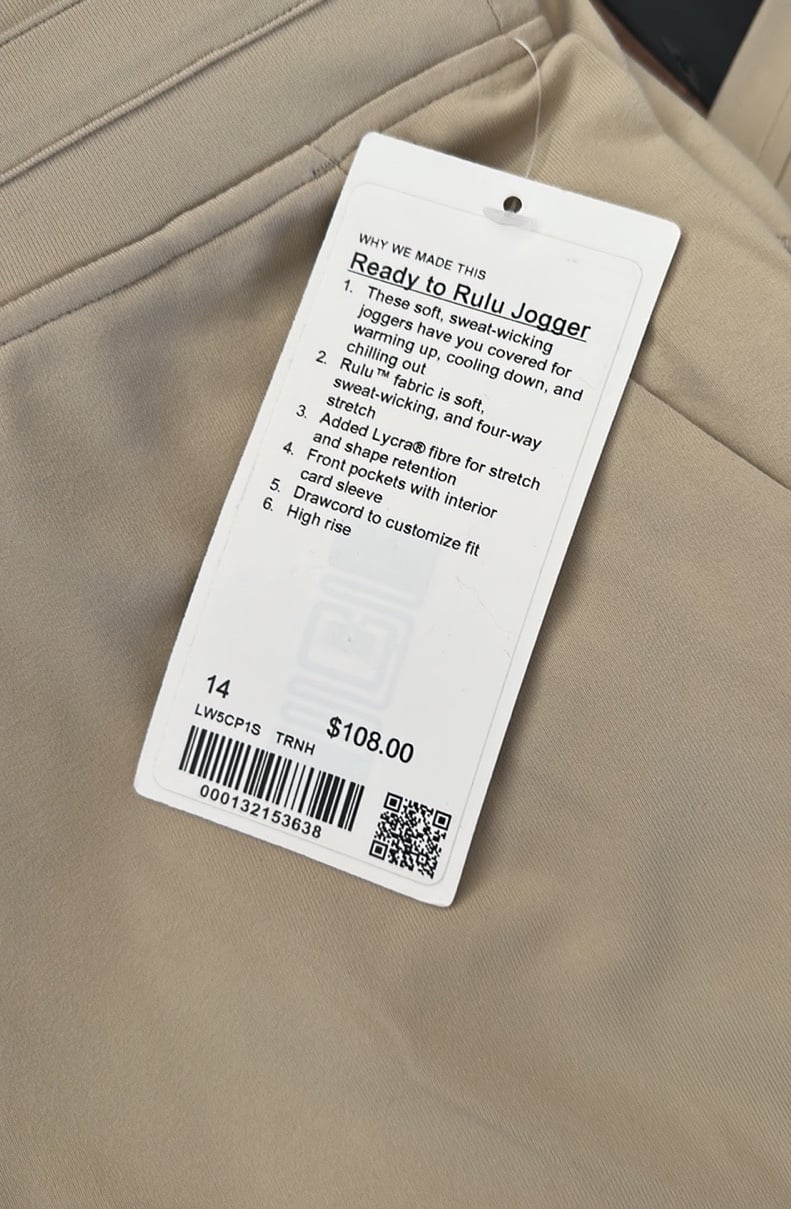 WHY WE MADE THIS
Ready to Rulu Jogger
1. These soft, sweat-wicking
joggers have you covered for
warming up, cooling down, and
chilling out
2. Rulu™ fabric is soft,
sweat-wicking, and four-way
stretch
3. Added Lycra® fibre for stretch
and shape retention
4. Front pockets with interior
card sleeve
5. Drawcord to customize fit
6. High rise
14
LW5CP1S TRNH
$108.00
000132153638